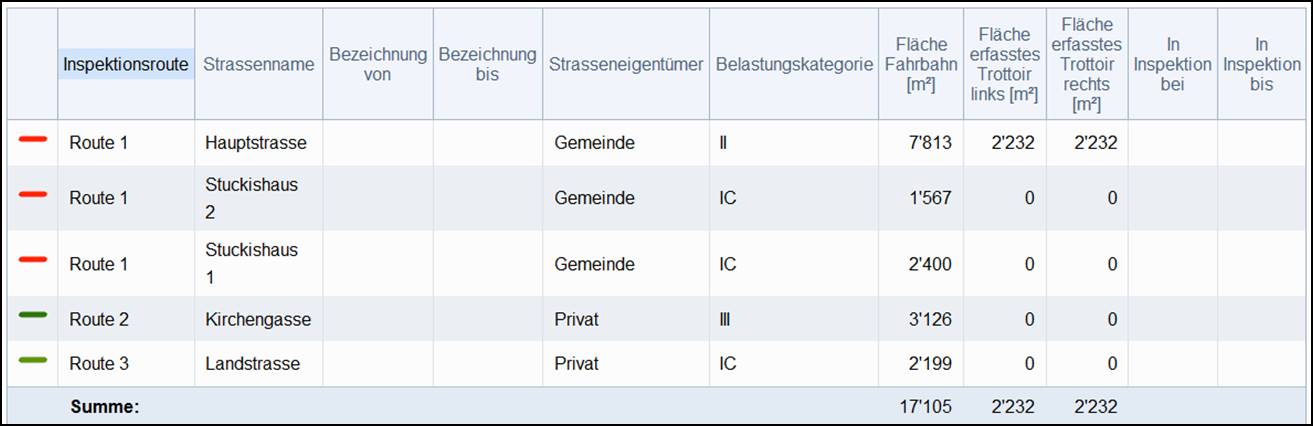 Inspektionsroute Strassenname Bezeichnung von Bezeichnung bis Strasseneigentümer Belastungskategorie Fläche Fahrbahn [m²] Fläche erfasstes Trottoir links [m²] Fläche erfasstes Trottoir rechts [m²] In Inspektion bei In Inspektion bis
Route 1 Hauptstrasse Gemeinde II 7'813 2'232 2'232
Route 1 Stuckishaus 2 Gemeinde IC 1'567 0 0
Route 1 Stuckishaus 1 Gemeinde IC 2'400 0 0
Route 2 Kirchengasse Privat III 3'126 0 0
Route 3 Landstrasse Privat IC 2'199 0 0
Summe: 17'105 2'232 2'232